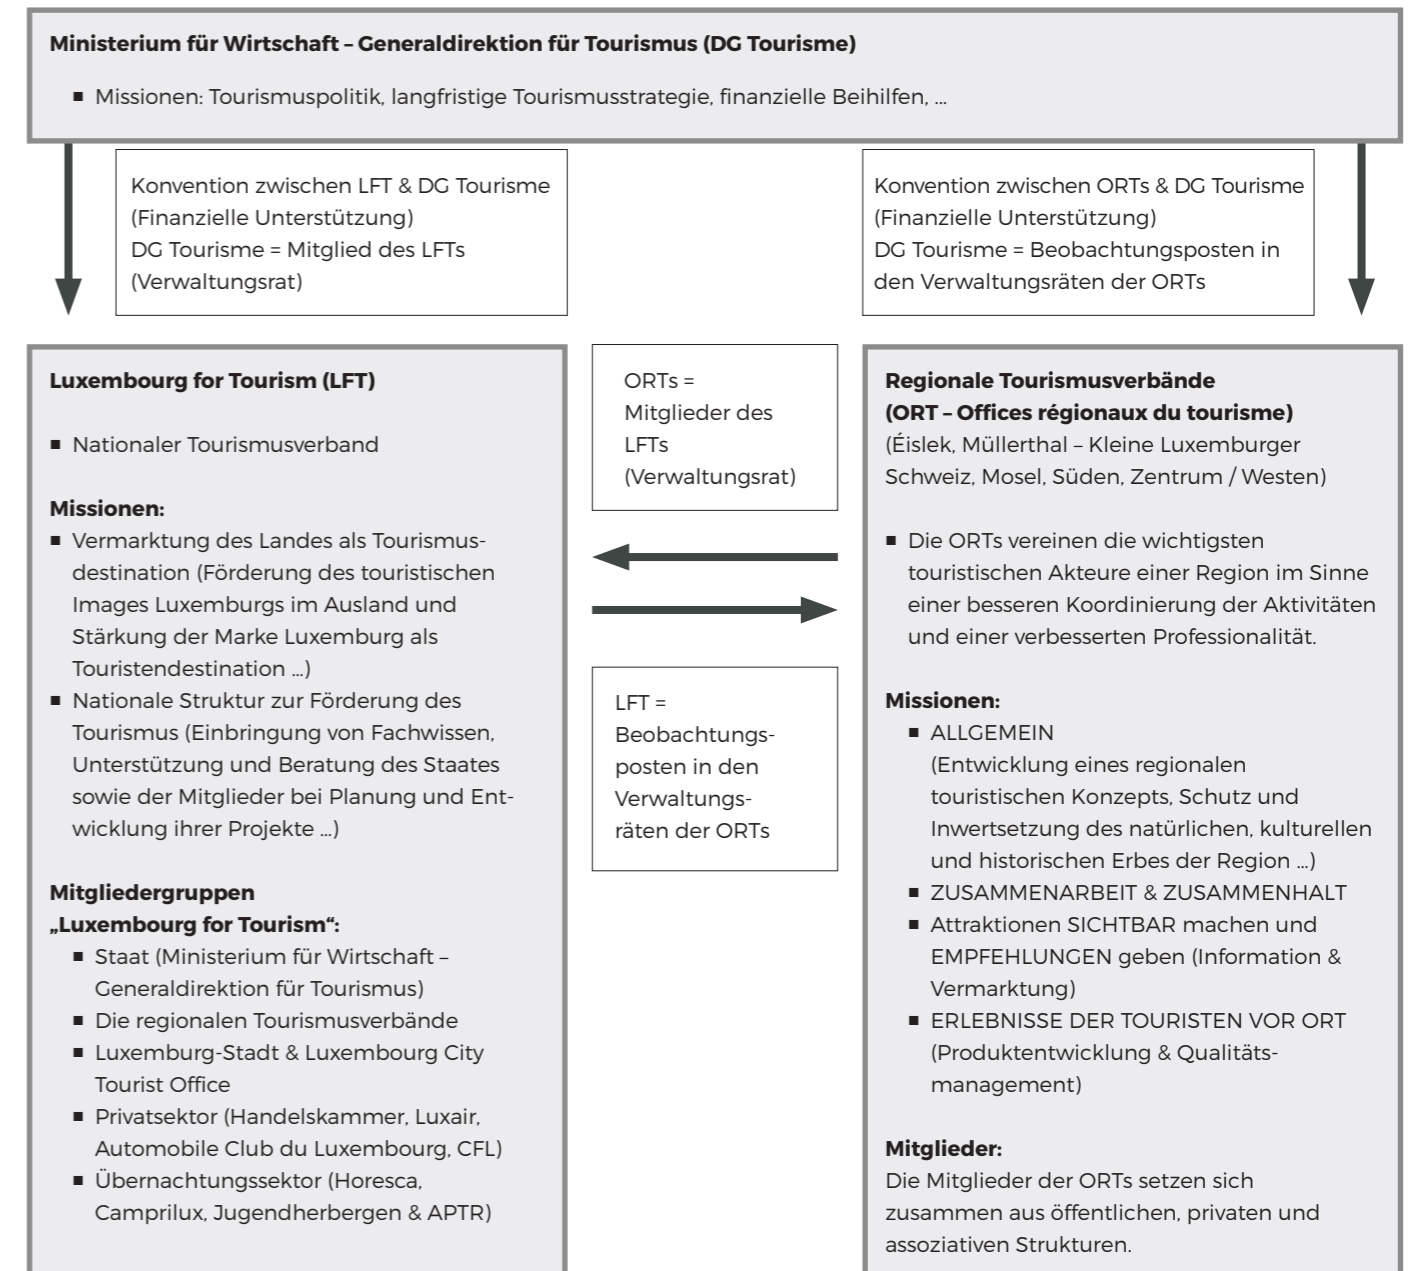 Ministerium für Wirtschaft – Generaldirektion für Tourismus (DG Tourisme)
▪ Missionen: Tourismuspolitik, langfristige Tourismusstrategie, finanzielle Beihilfen, ...
Konvention zwischen LFT & DG Tourisme
(Finanzielle Unterstützung)
DG Tourisme = Mitglied des LFTs
(Verwaltungsrat)
Konvention zwischen ORTs & DG Tourisme
(Finanzielle Unterstützung)
DG Tourisme = Beobachtungsposten in
den Verwaltungsräten der ORTs
Luxembourg for Tourism (LFT)
▪ Nationaler Tourismusverband
Missionen:
▪ Vermarktung des Landes als Tourismus-
destination (Förderung des touristischen
Images Luxemburgs im Ausland und
Stärkung der Marke Luxemburg als
Touristendestination ...)
▪ Nationale Struktur zur Förderung des
Tourismus (Einbringung von Fachwissen,
Unterstützung und Beratung des Staates
sowie der Mitglieder bei Planung und Ent-
wicklung ihrer Projekte ...)
Mitgliedergruppen
„Luxembourg for Tourism“:
▪ Staat (Ministerium für Wirtschaft –
Generaldirektion für Tourismus)
▪ Die regionalen Tourismusverbände
▪ Luxemburg-Stadt & Luxembourg City
Tourist Office
▪ Privatsektor (Handelskammer, Luxair,
Automobile Club du Luxembourg, CFL)
▪ Übernachtungssektor (Horesca,
Camprilux, Jugendherbergen & APTR)
ORTs =
Mitglieder des
LFTs
(Verwaltungsrat)
LFT =
Beobachtungs-
posten in den
Verwaltungs-
räten der ORTs
Regionale Tourismusverbände
(ORT – Offices régionaux du tourisme)
(Éislek, Müllerthal – Kleine Luxemburger
Schweiz, Mosel, Süden, Zentrum / Westen)
▪ Die ORTs vereinen die wichtigsten
touristischen Akteure einer Region im Sinne
einer besseren Koordinierung der Aktivitäten
und einer verbesserten Professionalität.
Missionen:
▪ ALLGEMEIN
(Entwicklung eines regionalen
touristischen Konzepts, Schutz und
Inwertsetzung des natürlichen, kulturellen
und historischen Erbes der Region ...)
▪ ZUSAMMENARBEIT & ZUSAMMENHALT
▪ Attraktionen SICHTBAR machen und
EMPFEHLUNGEN geben (Information &
Vermarktung)
▪ ERLEBNISSE DER TOURISTEN VOR ORT
(Produktentwicklung & Qualitäts-
management)
Mitglieder:
Die Mitglieder der ORTs setzen sich
zusammen aus öffentlichen, privaten und
assoziativen Strukturen.